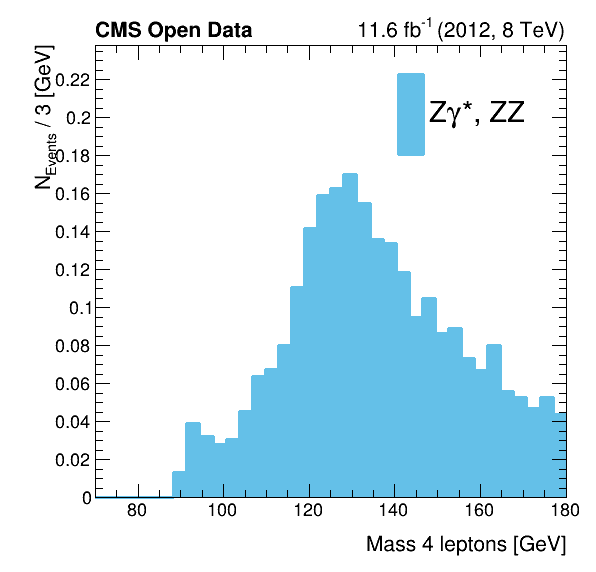 CMS Open Data
11.6 fb⁻¹ (2012, 8 TeV)
N_Events / 3 [GeV]
0.22
0.2
0.18
0.16
0.14
0.12
0.1
0.08
0.06
0.04
0.02
0
Zγ*, ZZ
80 100 120 140 160 180
Mass 4 leptons [GeV]